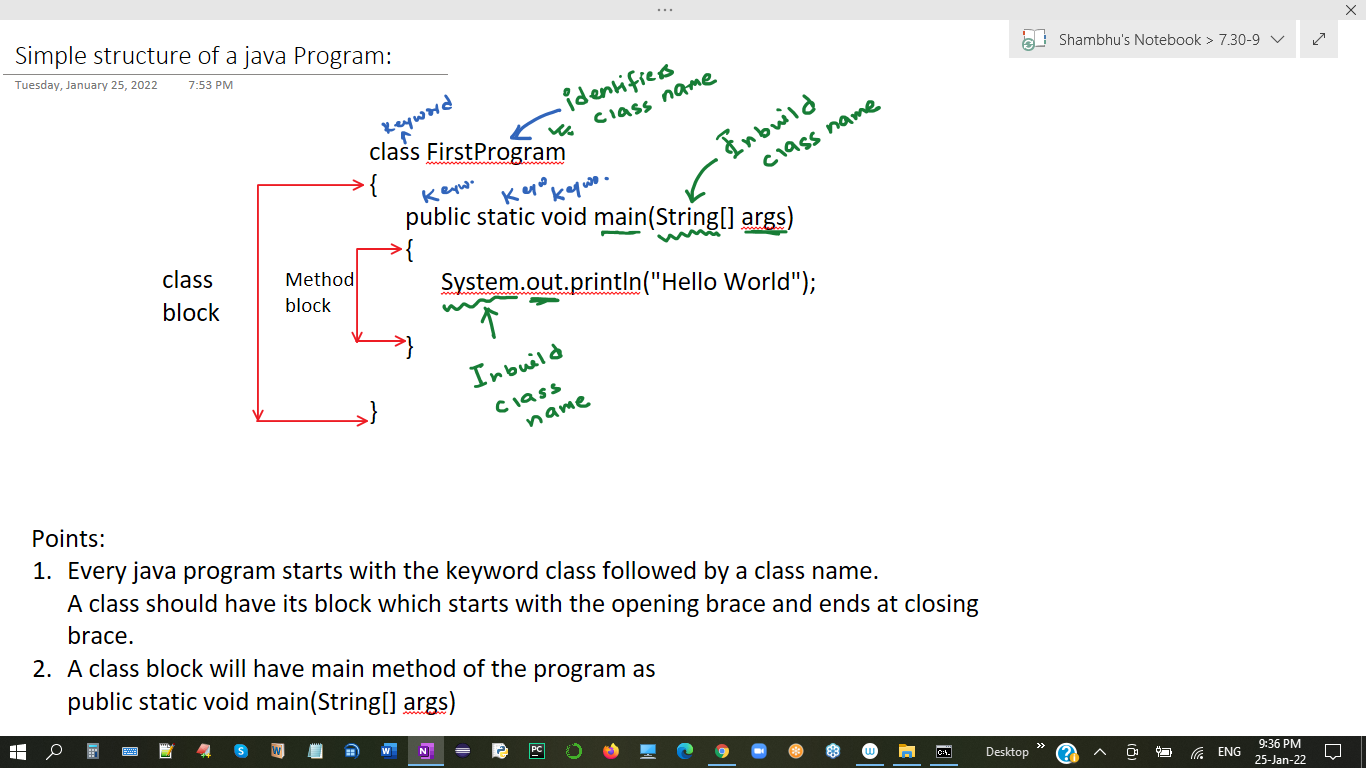 Simple structure of a java Program:
Shambhu's Notebook > 7.30-9
Tuesday, January 25, 2022 7:53 PM
identifiers
class name
keyword
class FirstProgram
Inbuild
class name
{
Keyw. Keyw Keywo.
public static void main(String[] args)
{
System.out.println("Hello World");
class
block
Method
block
}
Inbuild
class
name
}
Points:
1. Every java program starts with the keyword class followed by a class name.
A class should have its block which starts with the opening brace and ends at closing
brace.
2. A class block will have main method of the program as
public static void main(String[] args)
Desktop
ENG
9:36 PM
25-Jan-22